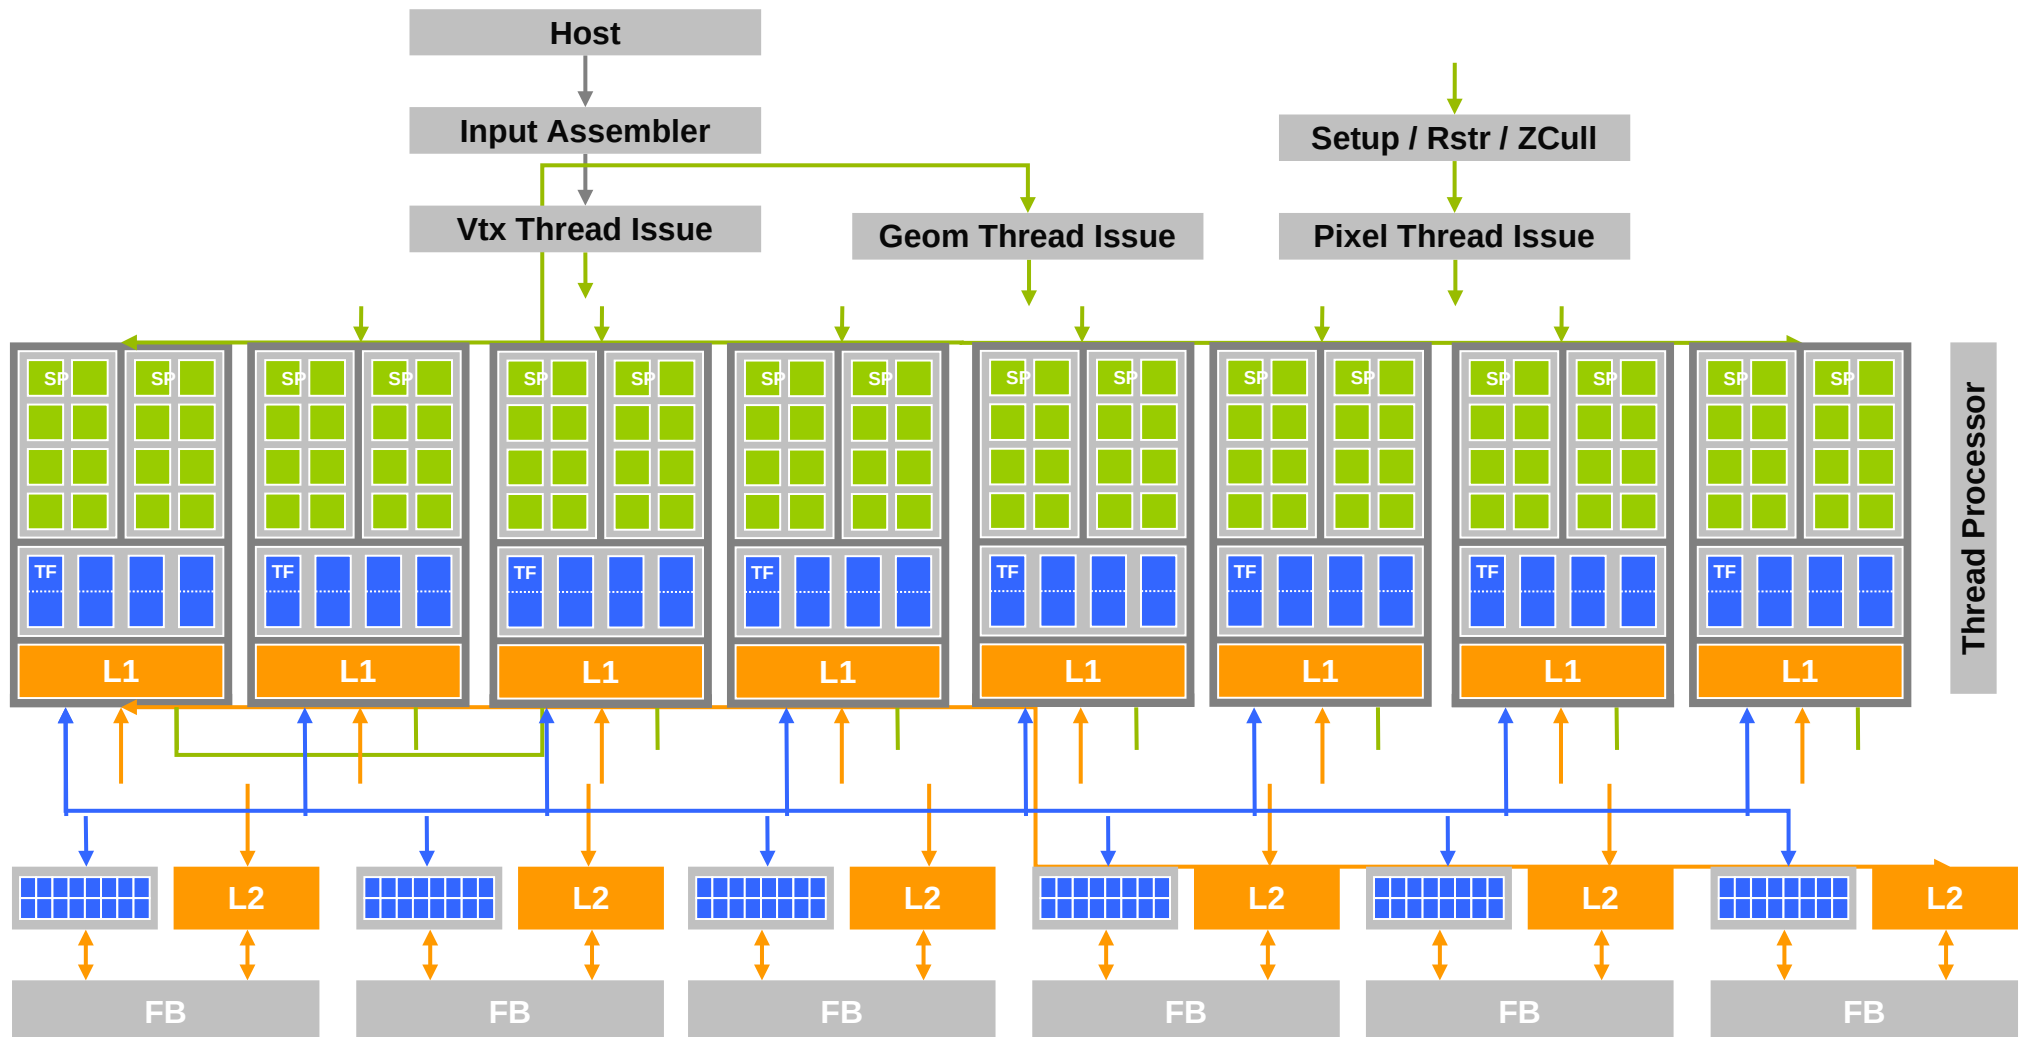 Host
Input Assembler
Setup / Rstr / ZCull
Vtx Thread Issue
Geom Thread Issue
Pixel Thread Issue
SP SP SP SP SP SP SP SP SP SP SP SP SP SP SP SP
Thread Processor
TF TF TF TF TF TF TF TF
L1 L1 L1 L1 L1 L1 L1 L1
L2 L2 L2 L2 L2 L2
FB FB FB FB FB FB